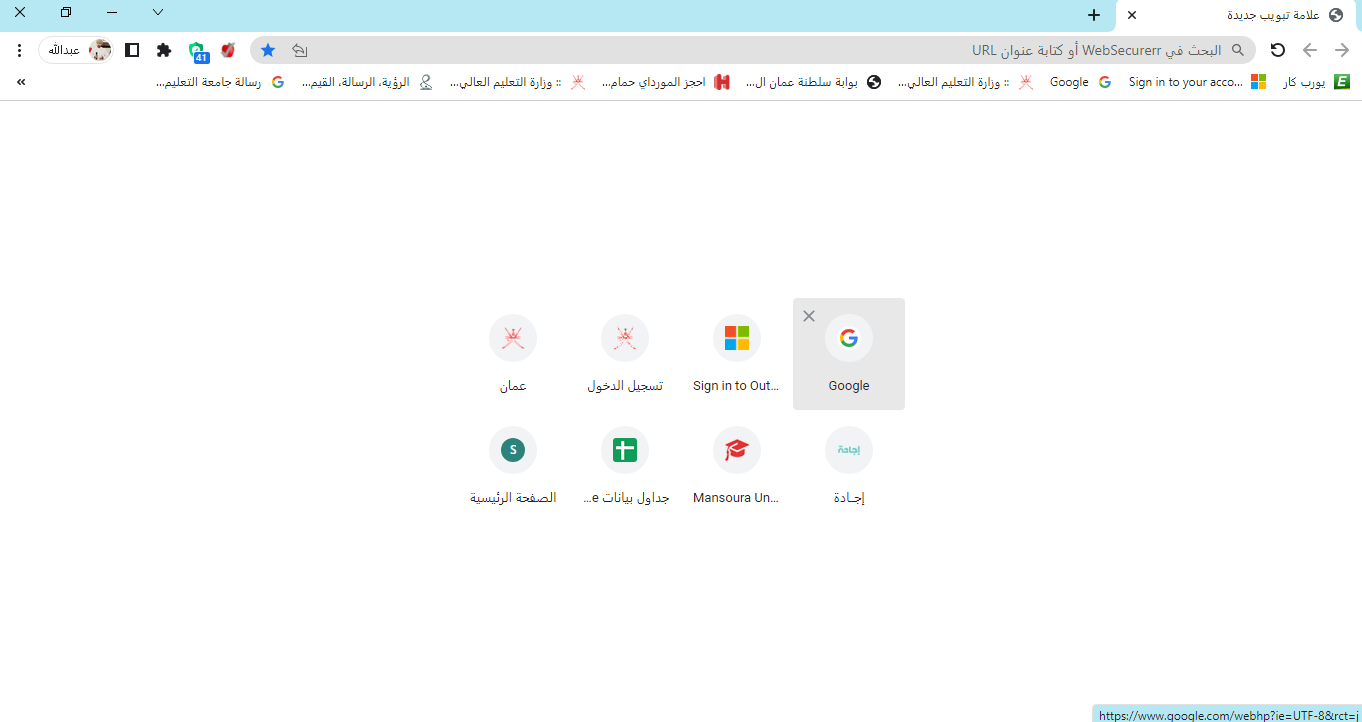 علامة تبويب جديدة
البحث في WebSecurerr أو كتابة عنوان URL
41
عبدالله
يورب كار
Sign in to your acco...
Google
:: وزارة التعليم العالي...
بوابة سلطنة عمان ال...
احجز المورداي حمام...
:: وزارة التعليم العالي...
الرؤية، الرسالة، القيم...
رسالة جامعة التعليم...
Google
Sign in to Out...
تسجيل الدخول
عمان
إجادة
إجـادة
Mansoura Un...
جداول بيانات e...
S
الصفحة الرئيسية
https://www.google.com/webhp?ie=UTF-8&rct=j